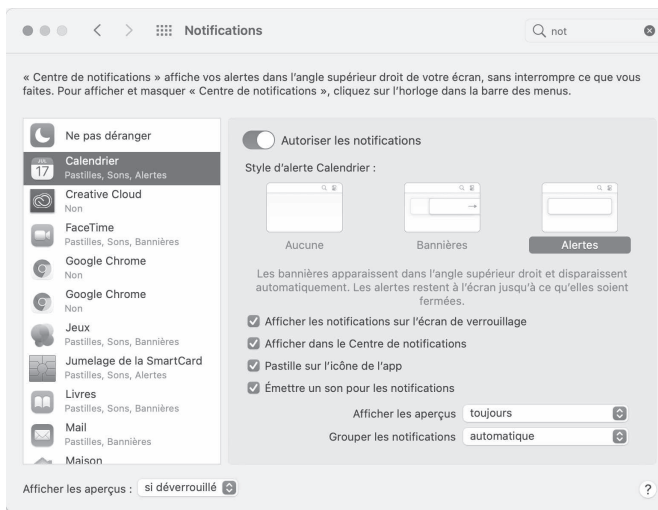 Notifications
not
« Centre de notifications » affiche vos alertes dans l'angle supérieur droit de votre écran, sans interrompre ce que vous
faites. Pour afficher et masquer « Centre de notifications », cliquez sur l'horloge dans la barre des menus.
Ne pas déranger
Calendrier
Pastilles, Sons, Alertes
Creative Cloud
Non
FaceTime
Pastilles, Sons, Bannières
Google Chrome
Non
Google Chrome
Non
Jeux
Pastilles, Sons, Bannières
Jumelage de la SmartCard
Pastilles, Sons, Alertes
Livres
Pastilles, Sons, Bannières
Mail
Pastilles, Bannières
Maison
17
Autoriser les notifications
Style d'alerte Calendrier :
Aucune
Bannières
Alertes
Les bannières apparaissent dans l'angle supérieur droit et disparaissent
automatiquement. Les alertes restent à l'écran jusqu'à ce qu'elles soient
fermées.
Afficher les notifications sur l'écran de verrouillage
Afficher dans le Centre de notifications
Pastille sur l'icône de l'app
Émettre un son pour les notifications
Afficher les aperçus toujours
Grouper les notifications automatique
Afficher les aperçus : si déverrouillé
?